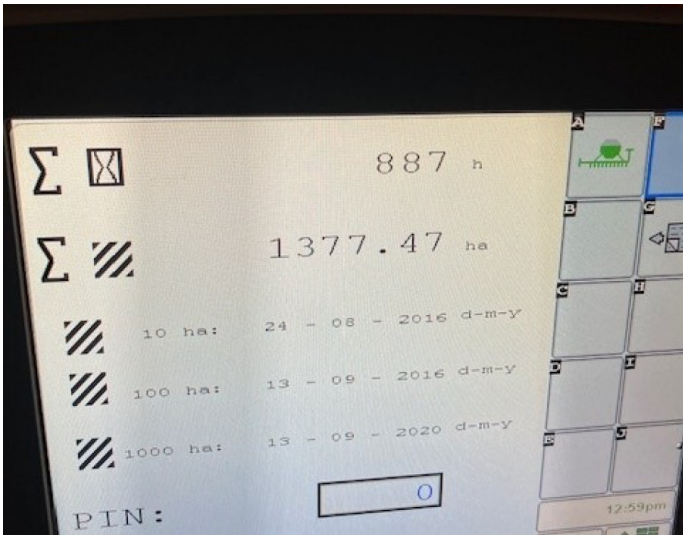 Σ 887 h
Σ 1377.47 ha
10 ha: 24 - 08 - 2016 d-m-y
100 ha: 13 - 09 - 2016 d-m-y
1000 ha: 13 - 09 - 2020 d-m-y
PIN: 0
A
F
B
G
C
H
D
I
E
J
12:59pm